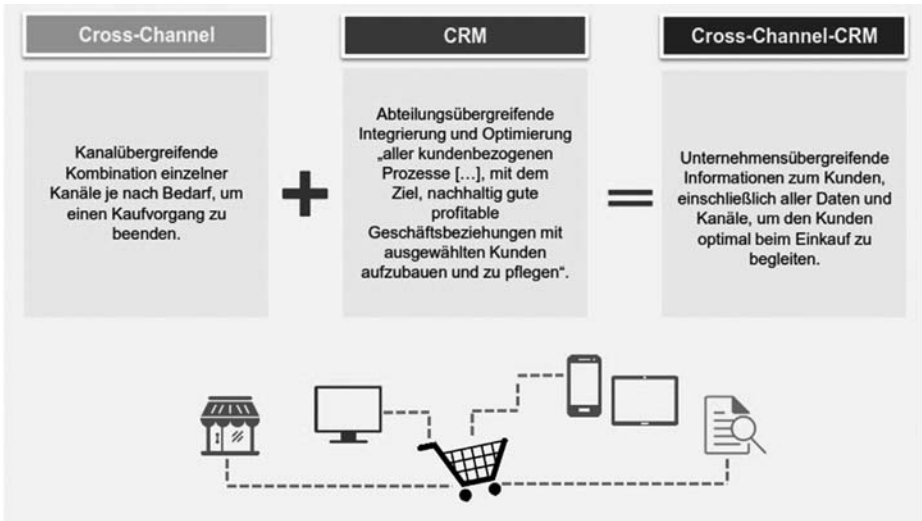 Cross-Channel
Kanalübergreifende
Kombination einzelner
Kanäle je nach Bedarf, um
einen Kaufvorgang zu
beenden.
+
CRM
Abteilungsübergreifende
Integrierung und Optimierung
„aller kundenbezogenen
Prozesse […], mit dem
Ziel, nachhaltig gute
profitable
Geschäftsbeziehungen mit
ausgewählten Kunden
aufzubauen und zu pflegen“.
=
Cross-Channel-CRM
Unternehmensübergreifende
Informationen zum Kunden,
einschließlich aller Daten und
Kanäle, um den Kunden
optimal beim Einkauf zu
begleiten.